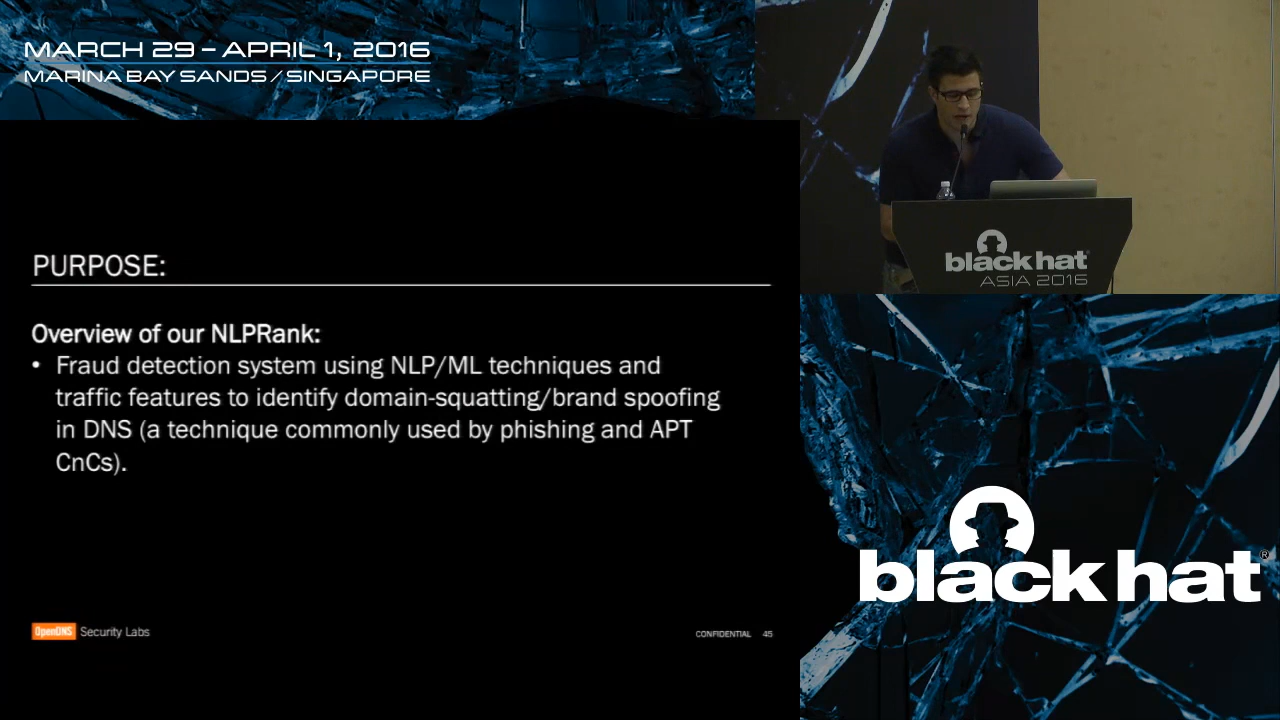 MARCH 29 – APRIL 1, 2016
MARINA BAY SANDS / SINGAPORE
black hat
ASIA 2016
PURPOSE:
Overview of our NLPRank:
• Fraud detection system using NLP/ML techniques and
traffic features to identify domain-squatting/brand spoofing
in DNS (a technique commonly used by phishing and APT
CnCs).
black hat®
OpenDNS Security Labs
CONFIDENTIAL 45